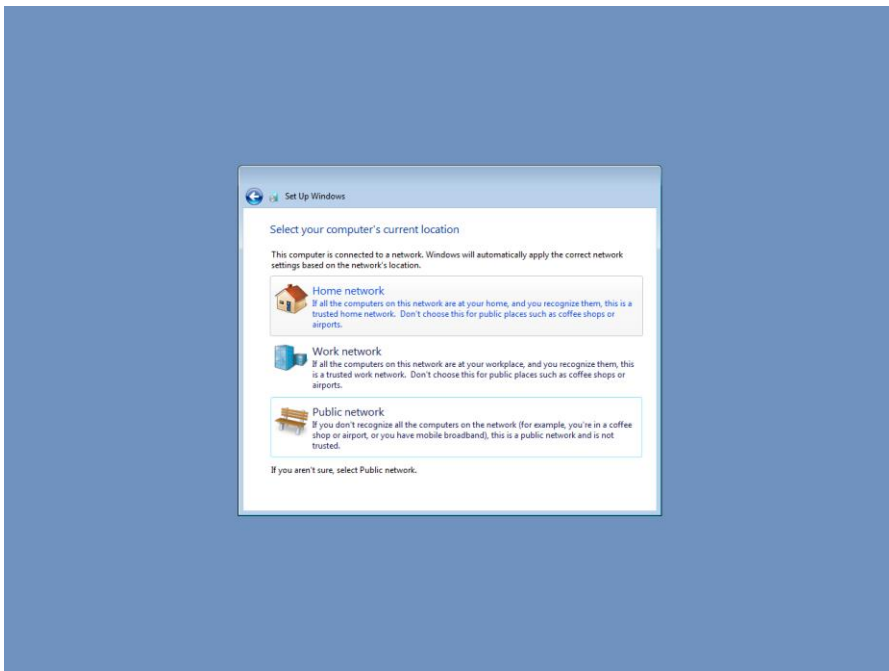 Set Up Windows
Select your computer's current location
This computer is connected to a network. Windows will automatically apply the correct network
settings based on the network's location.
Home network
If all the computers on this network are at your home, and you recognize them, this is a
trusted home network. Don't choose this for public places such as coffee shops or
airports.
Work network
If all the computers on this network are at your workplace, and you recognize them, this
is a trusted work network. Don't choose this for public places such as coffee shops or
airports.
Public network
If you don't recognize all the computers on the network (for example, you're in a coffee
shop or airport, or you have mobile broadband), this is a public network and is not
trusted.
If you aren't sure, select Public network.